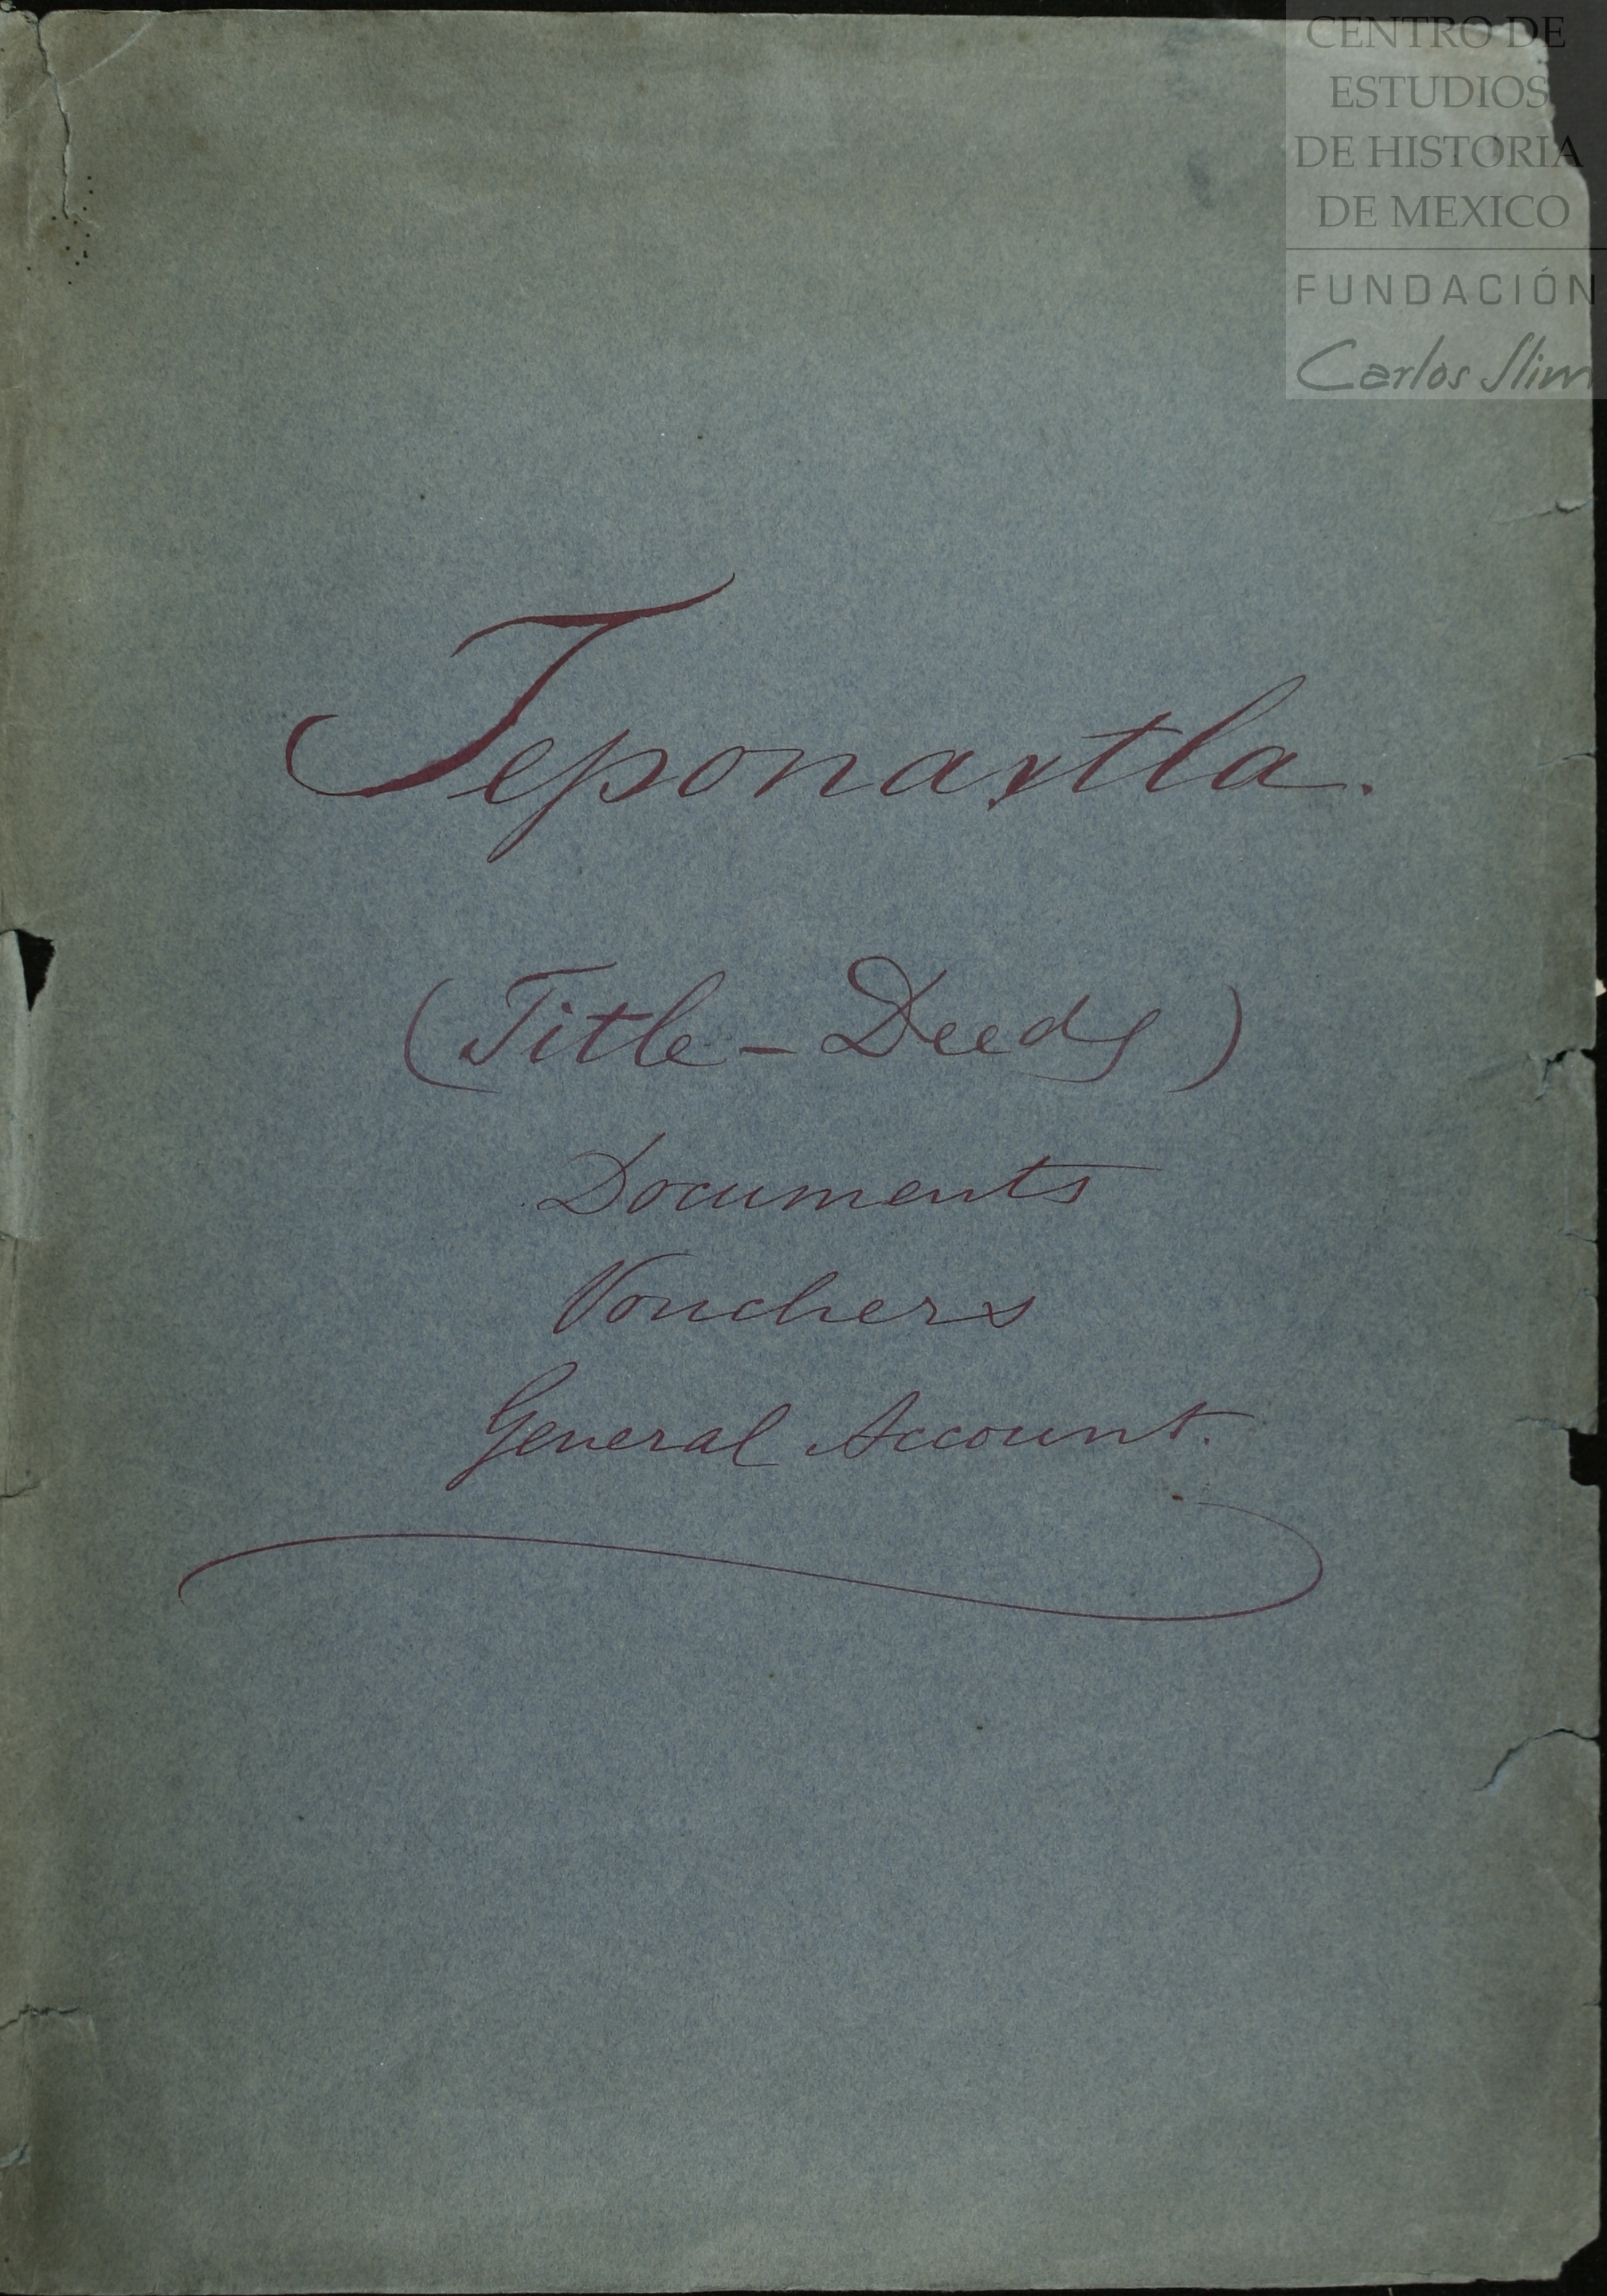 CENTRO DE
ESTUDIOS
DE HISTORIA
DE MEXICO
FUNDACIÓN
Carlos Slim
Teponaxtla.
(Title - Deeds)
Documents
Vouchers
General Account.